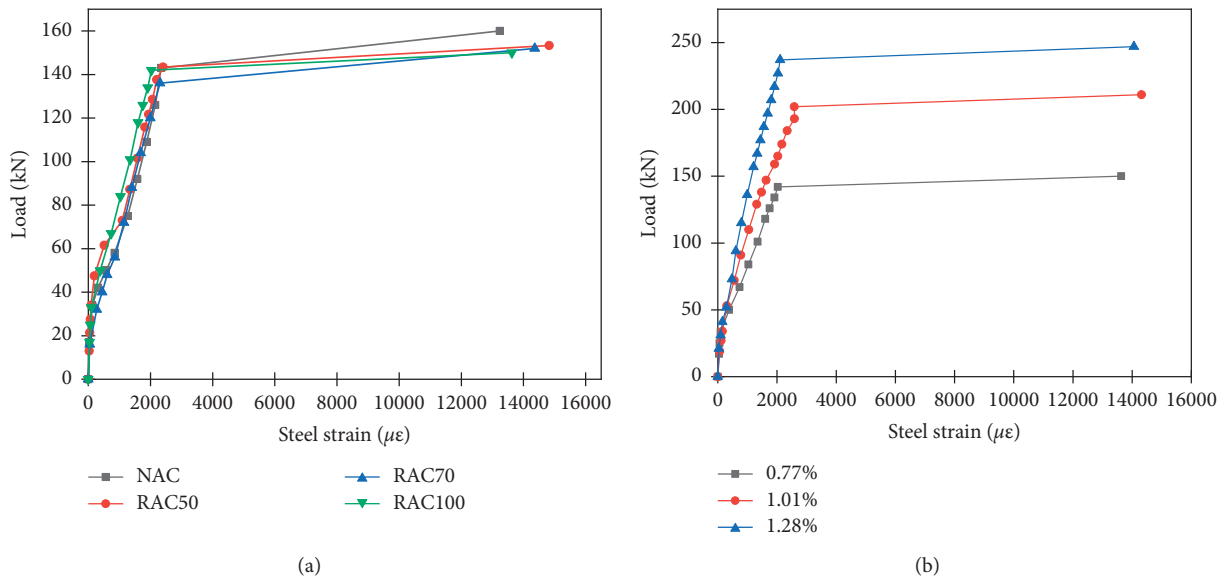 160
140
120
100
80
60
40
20
0
Load (kN)
0 2000 4000 6000 8000 10000 12000 14000 16000
Steel strain (με)
NAC
RAC50
RAC70
RAC100
(a)
250
200
150
100
50
0
Load (kN)
0 2000 4000 6000 8000 10000 12000 14000 16000
Steel strain (με)
0.77%
1.01%
1.28%
(b)